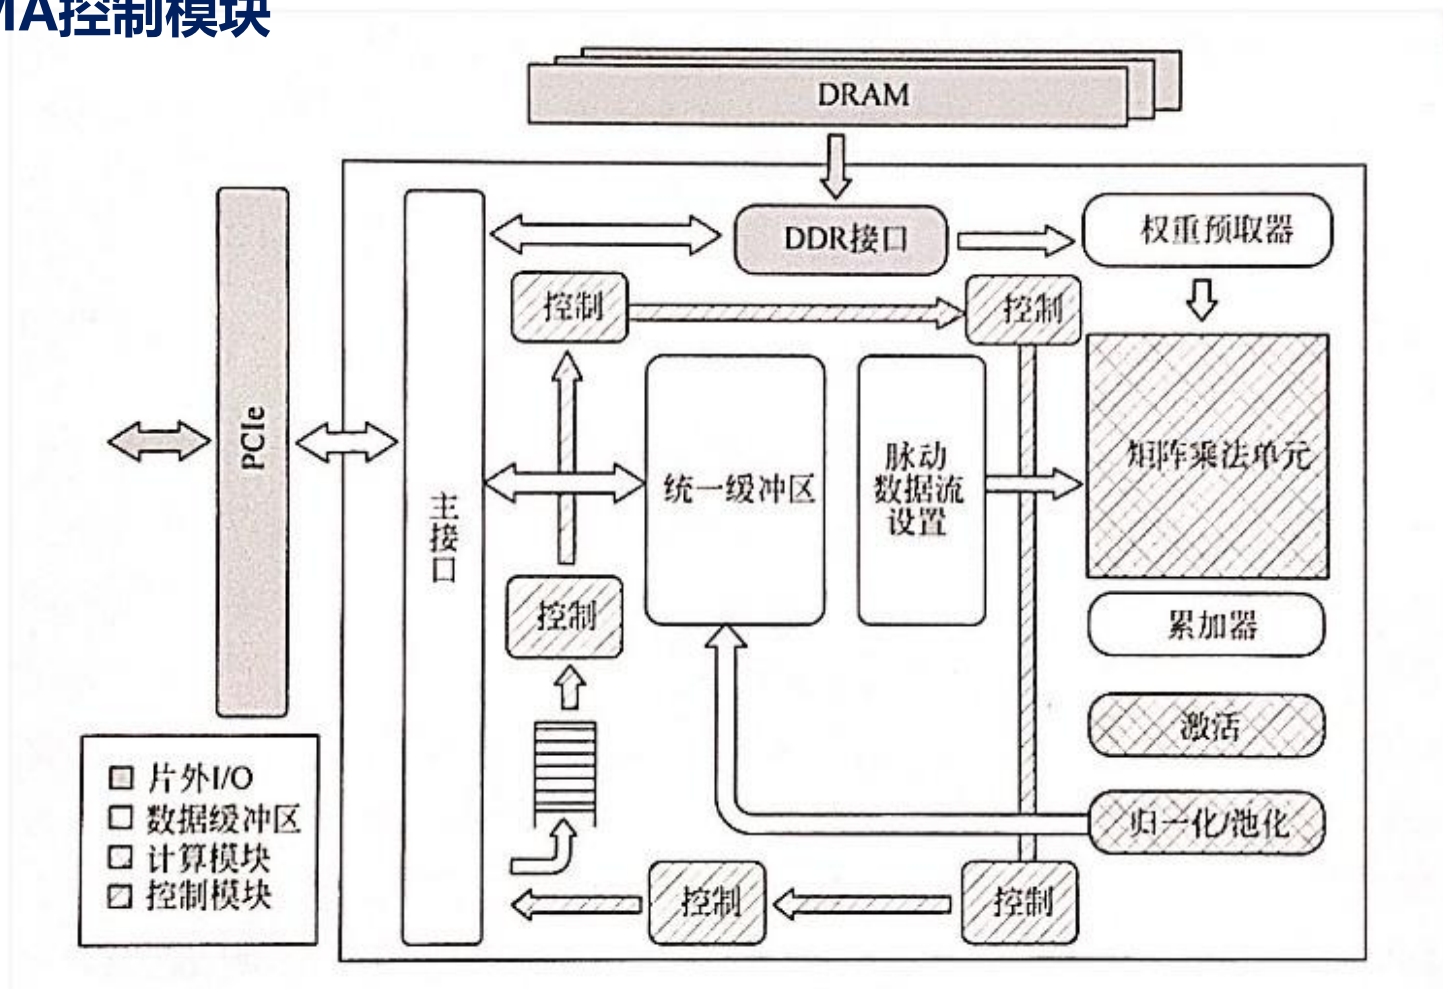 MA控制模块
DRAM
DDR接口
权重预取器
控制
控制
PCIe
主接口
统一缓冲区
脉动
数据流
设置
矩阵乘法单元
控制
累加器
激活
归一化/池化
控制
控制
片外I/O
数据缓冲区
计算模块
控制模块